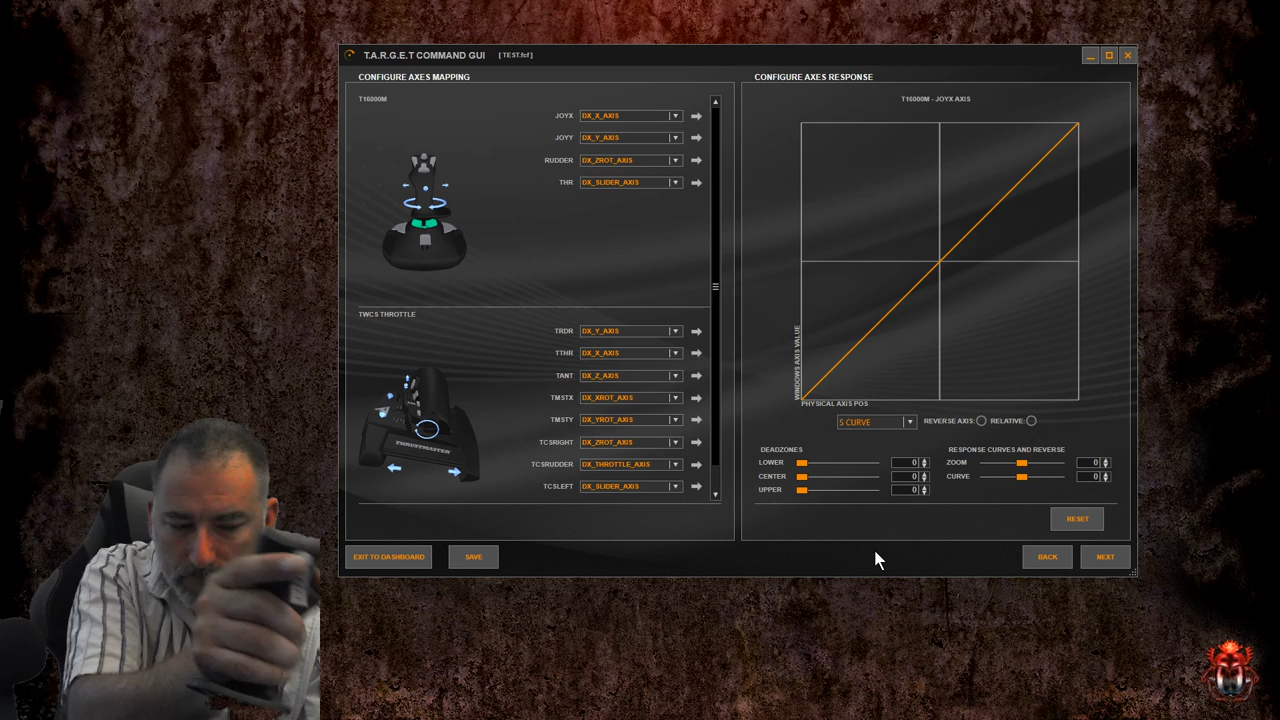 T.A.R.G.E.T COMMAND GUI [ TEST.fcf ]
CONFIGURE AXES MAPPING
T16000M
JOYX DX_X_AXIS
JOYY DX_Y_AXIS
RUDDER DX_ZROT_AXIS
THR DX_SLIDER_AXIS
TWCS THROTTLE
TRDR DX_Y_AXIS
TTHR DX_X_AXIS
TANT DX_Z_AXIS
TMSTX DX_XROT_AXIS
TMSTY DX_YROT_AXIS
TCSRIGHT DX_ZROT_AXIS
TCSRUDDER DX_THROTTLE_AXIS
TCSLEFT DX_SLIDER_AXIS
THRUSTMASTER
CONFIGURE AXES RESPONSE
T16000M - JOYX AXIS
WINDOWS AXIS VALUE
PHYSICAL AXIS POS
S CURVE REVERSE AXIS: RELATIVE:
DEADZONES
LOWER 0
CENTER 0
UPPER 0
RESPONSE CURVES AND REVERSE
ZOOM 0
CURVE 0
RESET
EXIT TO DASHBOARD SAVE BACK NEXT